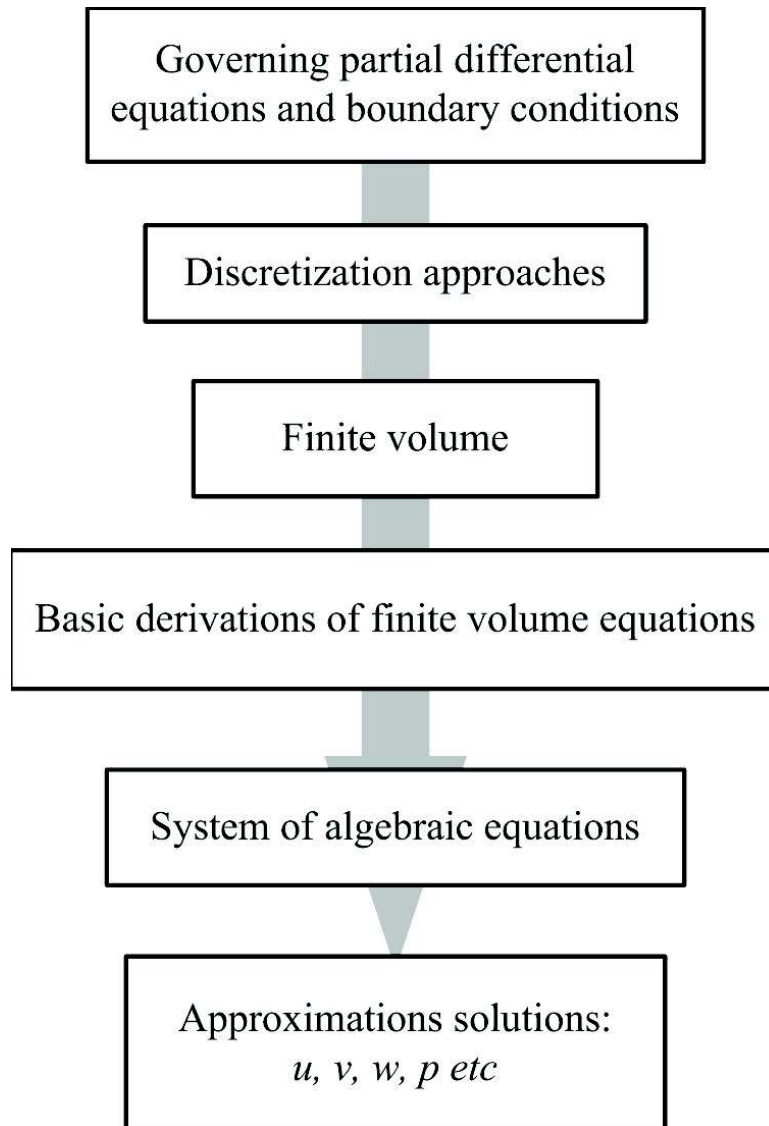 Governing partial differential
equations and boundary conditions
Discretization approaches
Finite volume
Basic derivations of finite volume equations
System of algebraic equations
Approximations solutions:
u, v, w, p etc